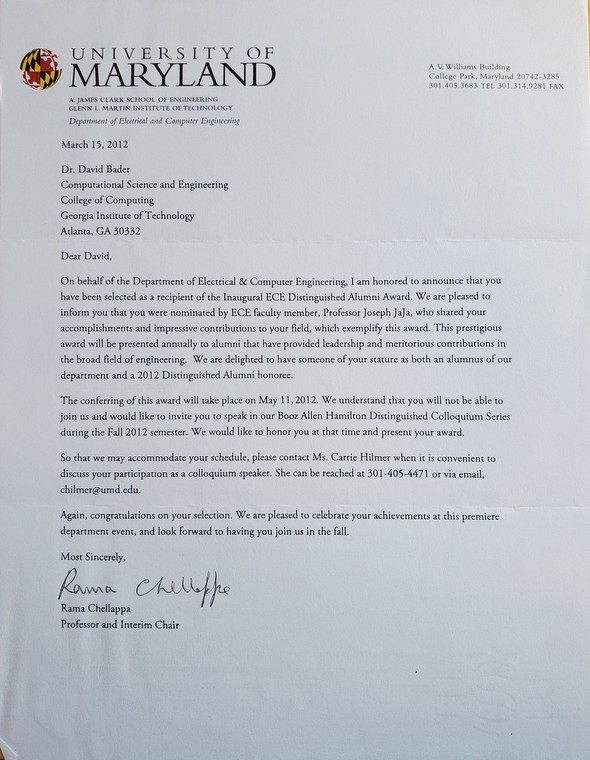 UNIVERSITY OF
MARYLAND
A. JAMES CLARK SCHOOL OF ENGINEERING
GLENN L. MARTIN INSTITUTE OF TECHNOLOGY
Department of Electrical and Computer Engineering
A.V. Williams Building
College Park, Maryland 20742-3285
301.405.3683 TEL 301.314.9281 FAX
March 15, 2012
Dr. David Bader
Computational Science and Engineering
College of Computing
Georgia Institute of Technology
Atlanta, GA 30332
Dear David,
On behalf of the Department of Electrical & Computer Engineering, I am honored to announce that you
have been selected as a recipient of the Inaugural ECE Distinguished Alumni Award. We are pleased to
inform you that you were nominated by ECE faculty member, Professor Joseph JaJa, who shared your
accomplishments and impressive contributions to your field, which exemplify this award. This prestigious
award will be presented annually to alumni that have provided leadership and meritorious contributions in
the broad field of engineering. We are delighted to have someone of your stature as both an alumnus of our
department and a 2012 Distinguished Alumni honoree.
The conferring of this award will take place on May 11, 2012. We understand that you will not be able to
join us and would like to invite you to speak in our Booz Allen Hamilton Distinguished Colloquium Series
during the Fall 2012 semester. We would like to honor you at that time and present your award.
So that we may accommodate your schedule, please contact Ms. Carrie Hilmer when it is convenient to
discuss your participation as a colloquium speaker. She can be reached at 301-405-4471 or via email,
chilmer@umd.edu.
Again, congratulations on your selection. We are pleased to celebrate your achievements at this premiere
department event, and look forward to having you join us in the fall.
Most Sincerely,
Rama Chellappa
Rama Chellappa
Professor and Interim Chair